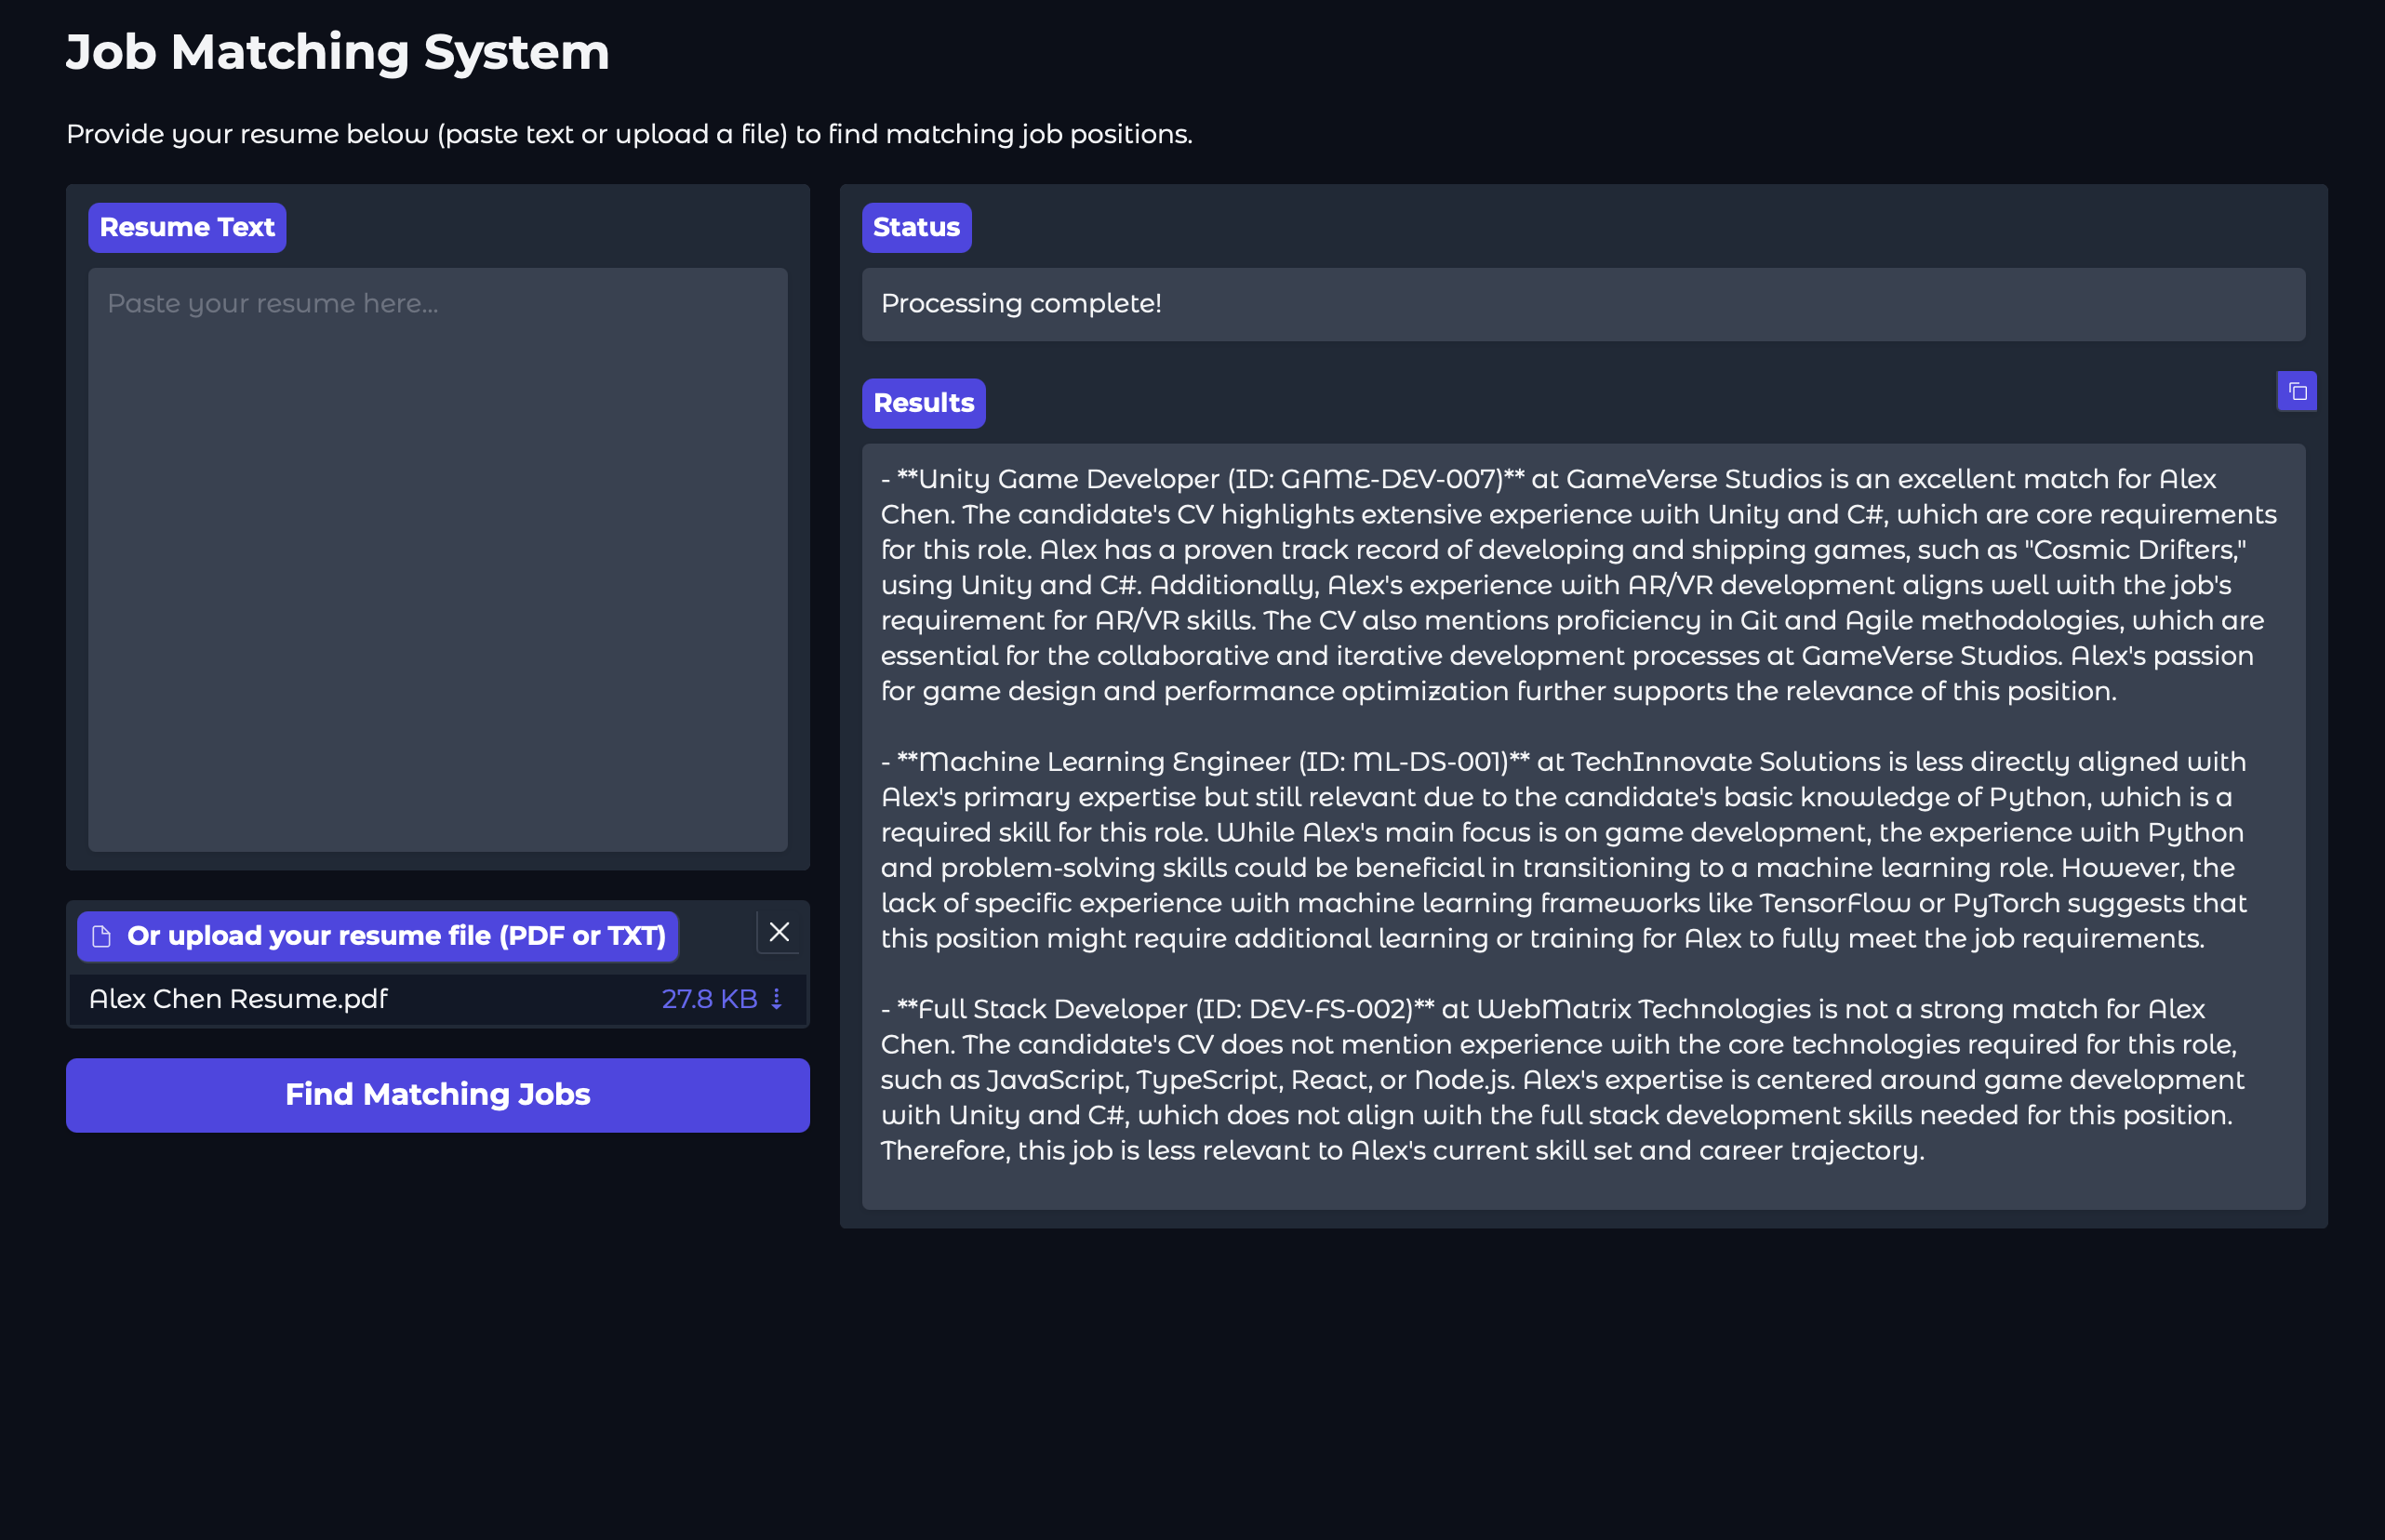 Job Matching System
Provide your resume below (paste text or upload a file) to find matching job positions.
Resume Text
Paste your resume here...
Or upload your resume file (PDF or TXT)
Alex Chen Resume.pdf 27.8 KB ⇣
Find Matching Jobs
Status
Processing complete!
Results
- **Unity Game Developer (ID: GAME-DEV-007)** at GameVerse Studios is an excellent match for Alex
Chen. The candidate's CV highlights extensive experience with Unity and C#, which are core requirements
for this role. Alex has a proven track record of developing and shipping games, such as "Cosmic Drifters,"
using Unity and C#. Additionally, Alex's experience with AR/VR development aligns well with the job's
requirement for AR/VR skills. The CV also mentions proficiency in Git and Agile methodologies, which are
essential for the collaborative and iterative development processes at GameVerse Studios. Alex's passion
for game design and performance optimization further supports the relevance of this position.
- **Machine Learning Engineer (ID: ML-DS-001)** at TechInnovate Solutions is less directly aligned with
Alex's primary expertise but still relevant due to the candidate's basic knowledge of Python, which is a
required skill for this role. While Alex's main focus is on game development, the experience with Python
and problem-solving skills could be beneficial in transitioning to a machine learning role. However, the
lack of specific experience with machine learning frameworks like TensorFlow or PyTorch suggests that
this position might require additional learning or training for Alex to fully meet the job requirements.
- **Full Stack Developer (ID: DEV-FS-002)** at WebMatrix Technologies is not a strong match for Alex
Chen. The candidate's CV does not mention experience with the core technologies required for this role,
such as JavaScript, TypeScript, React, or Node.js. Alex's expertise is centered around game development
with Unity and C#, which does not align with the full stack development skills needed for this position.
Therefore, this job is less relevant to Alex's current skill set and career trajectory.